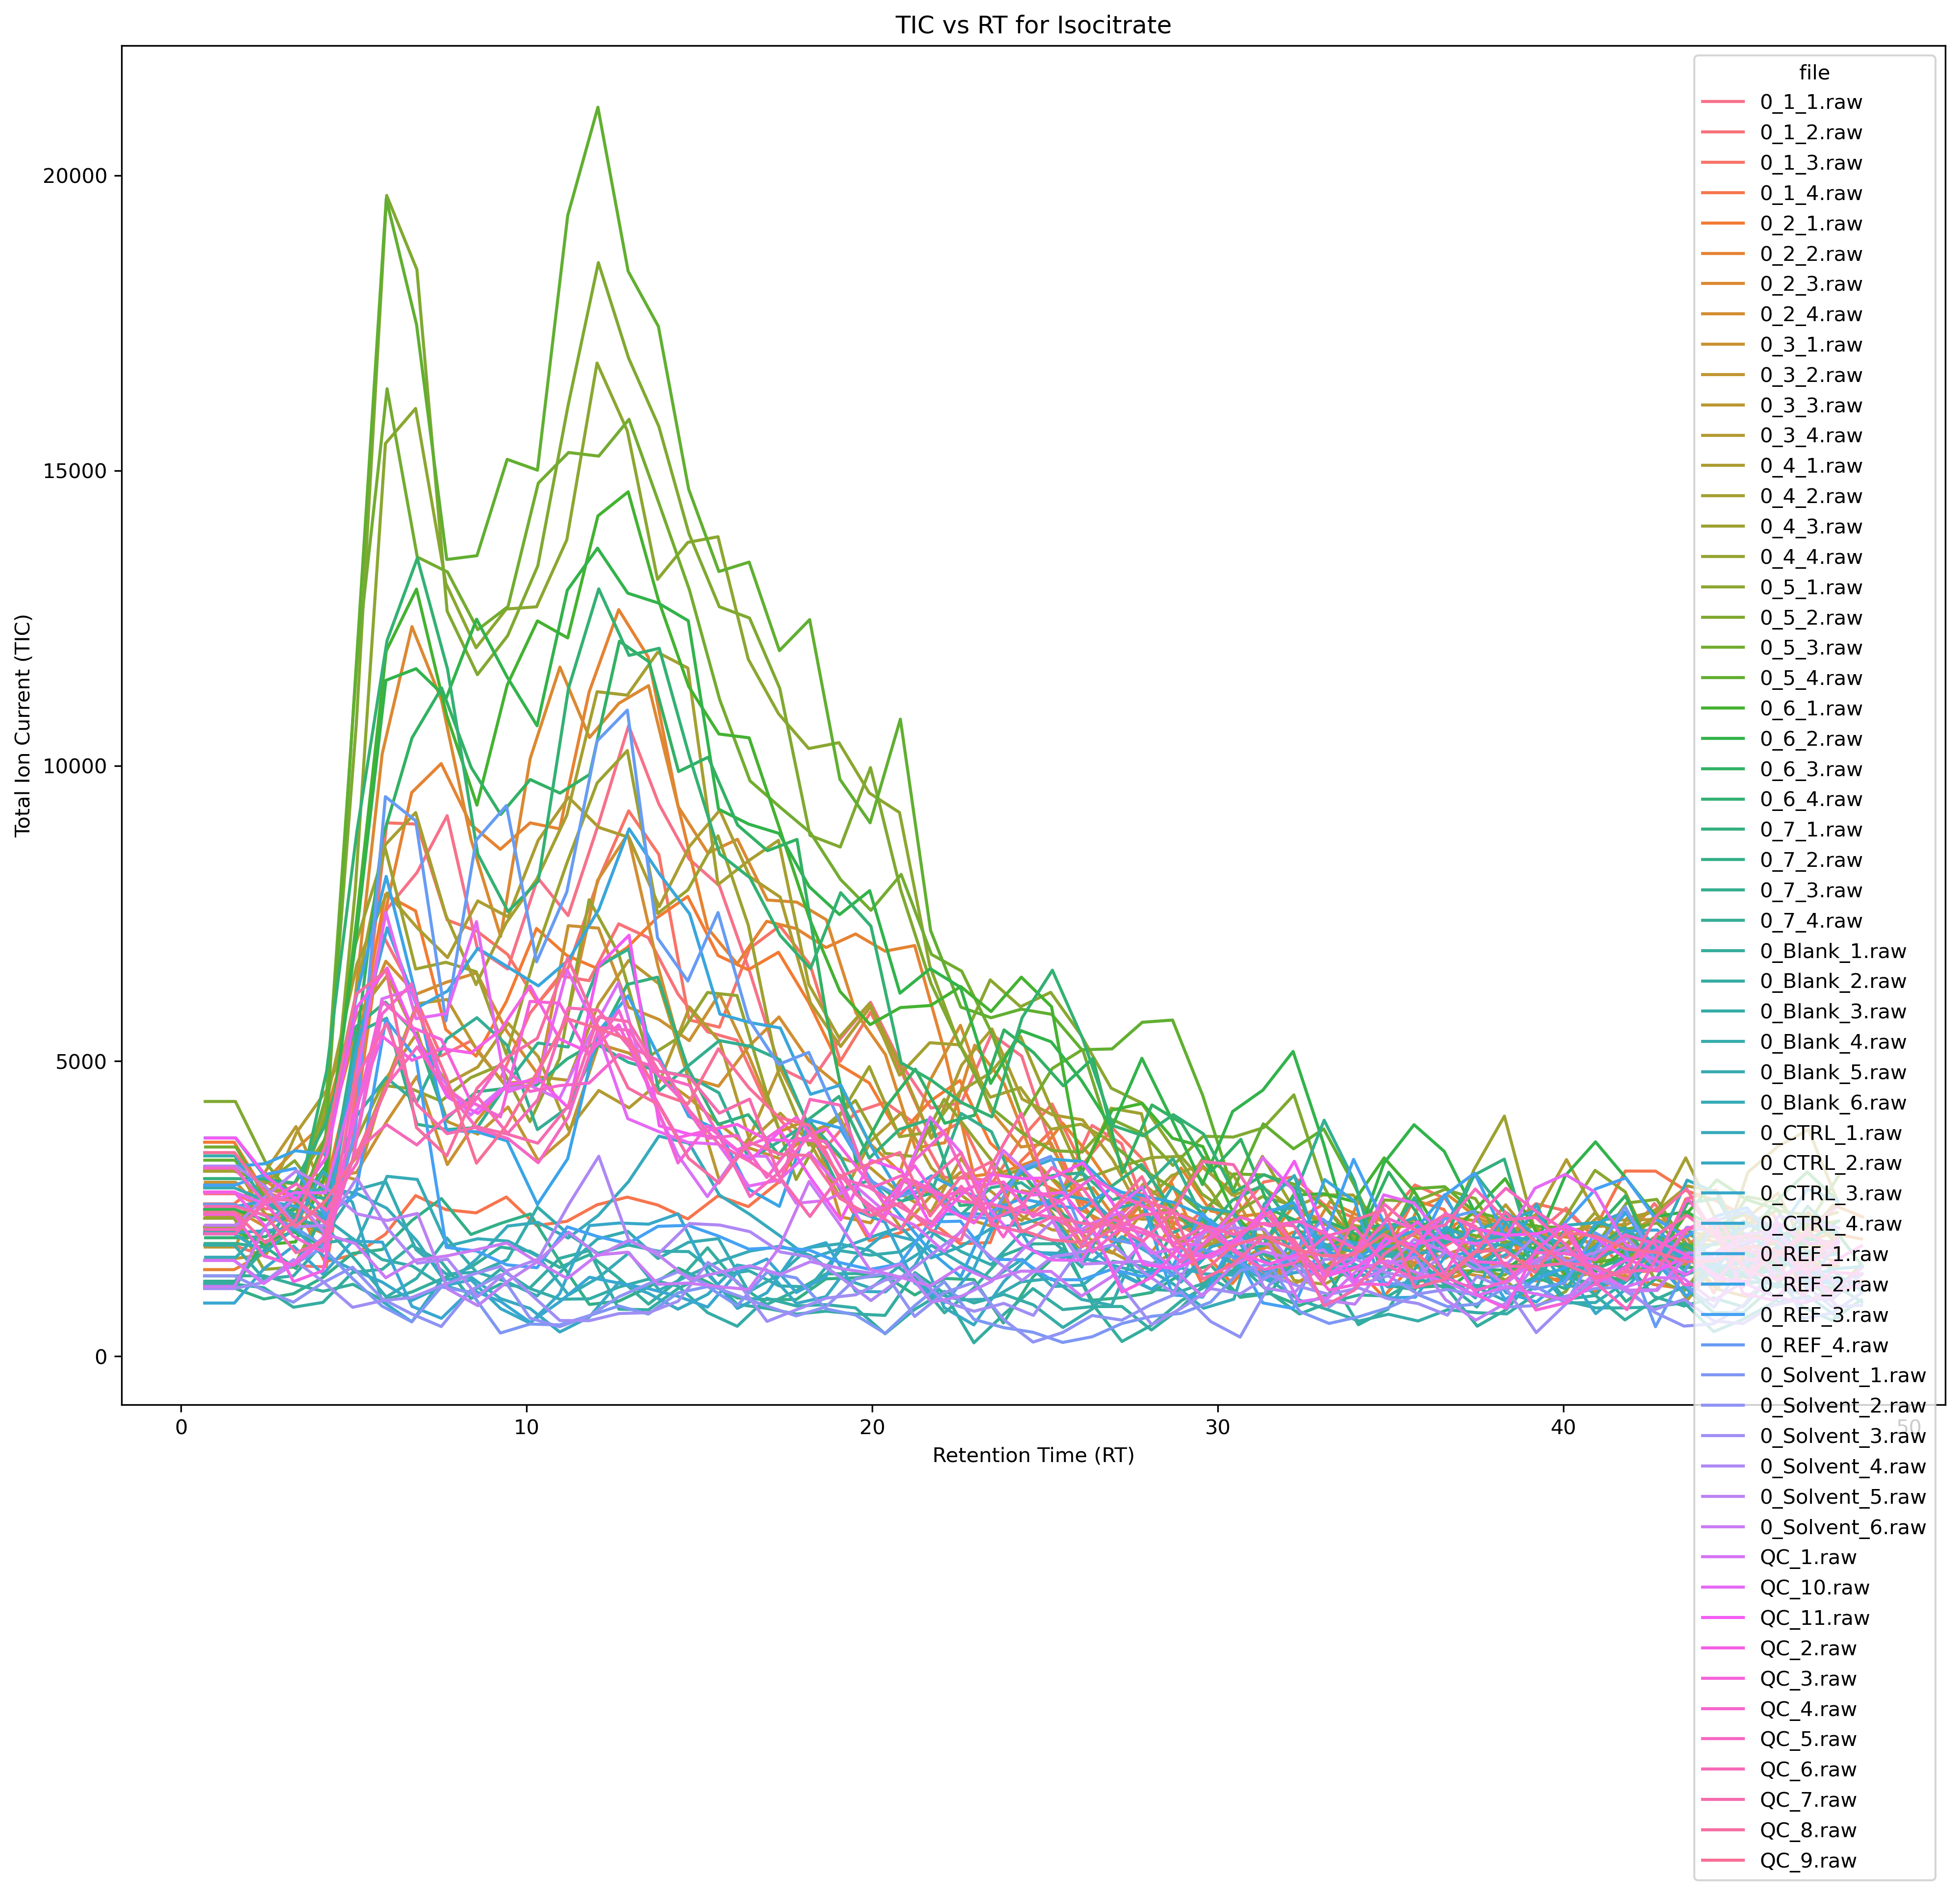 TIC vs RT for Isocitrate
Total Ion Current (TIC)
20000
15000
10000
5000
0
0
10
20
30
40
50
Retention Time (RT)
file
0_1_1.raw
0_1_2.raw
0_1_3.raw
0_1_4.raw
0_2_1.raw
0_2_2.raw
0_2_3.raw
0_2_4.raw
0_3_1.raw
0_3_2.raw
0_3_3.raw
0_3_4.raw
0_4_1.raw
0_4_2.raw
0_4_3.raw
0_4_4.raw
0_5_1.raw
0_5_2.raw
0_5_3.raw
0_5_4.raw
0_6_1.raw
0_6_2.raw
0_6_3.raw
0_6_4.raw
0_7_1.raw
0_7_2.raw
0_7_3.raw
0_7_4.raw
0_Blank_1.raw
0_Blank_2.raw
0_Blank_3.raw
0_Blank_4.raw
0_Blank_5.raw
0_Blank_6.raw
0_CTRL_1.raw
0_CTRL_2.raw
0_CTRL_3.raw
0_CTRL_4.raw
0_REF_1.raw
0_REF_2.raw
0_REF_3.raw
0_REF_4.raw
0_Solvent_1.raw
0_Solvent_2.raw
0_Solvent_3.raw
0_Solvent_4.raw
0_Solvent_5.raw
0_Solvent_6.raw
QC_1.raw
QC_10.raw
QC_11.raw
QC_2.raw
QC_3.raw
QC_4.raw
QC_5.raw
QC_6.raw
QC_7.raw
QC_8.raw
QC_9.raw